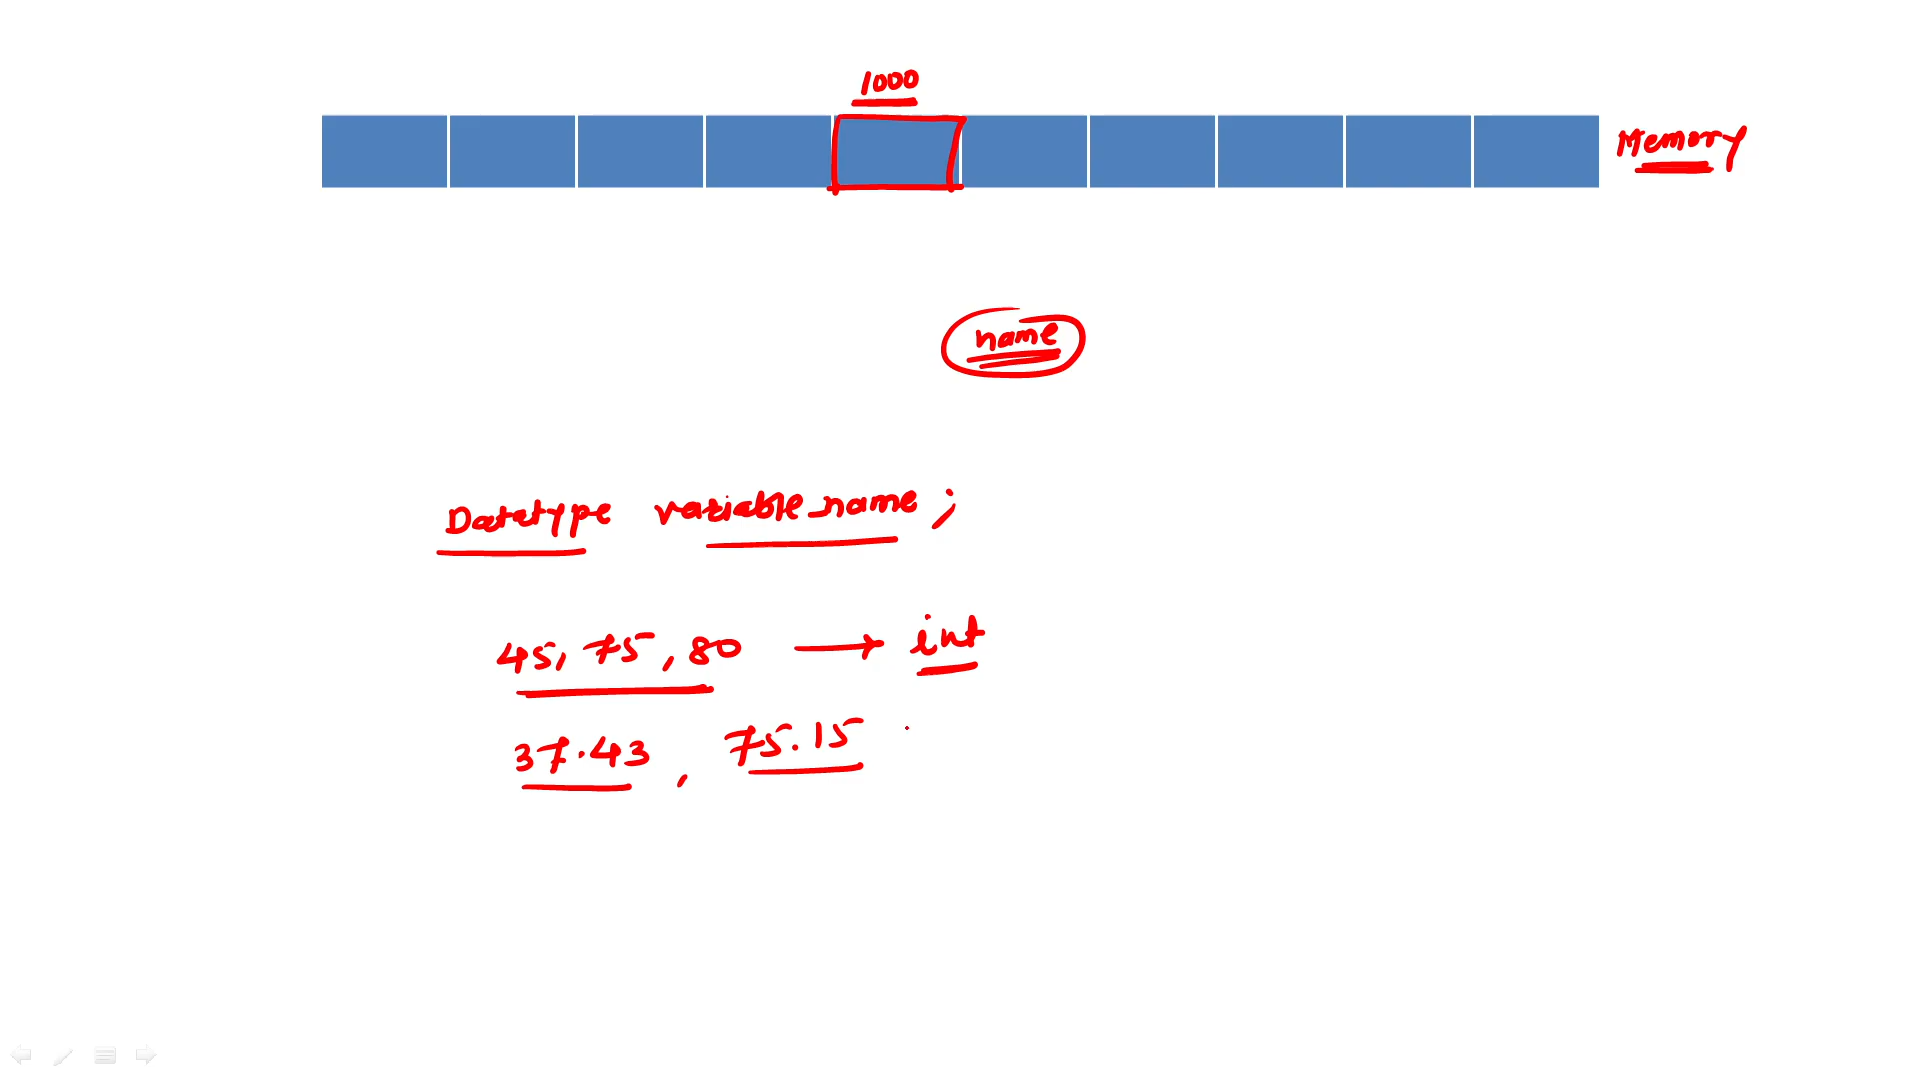 1000
Memory
name
Datatype variable_name;
45, 75, 80 → int
37.43, 75.15